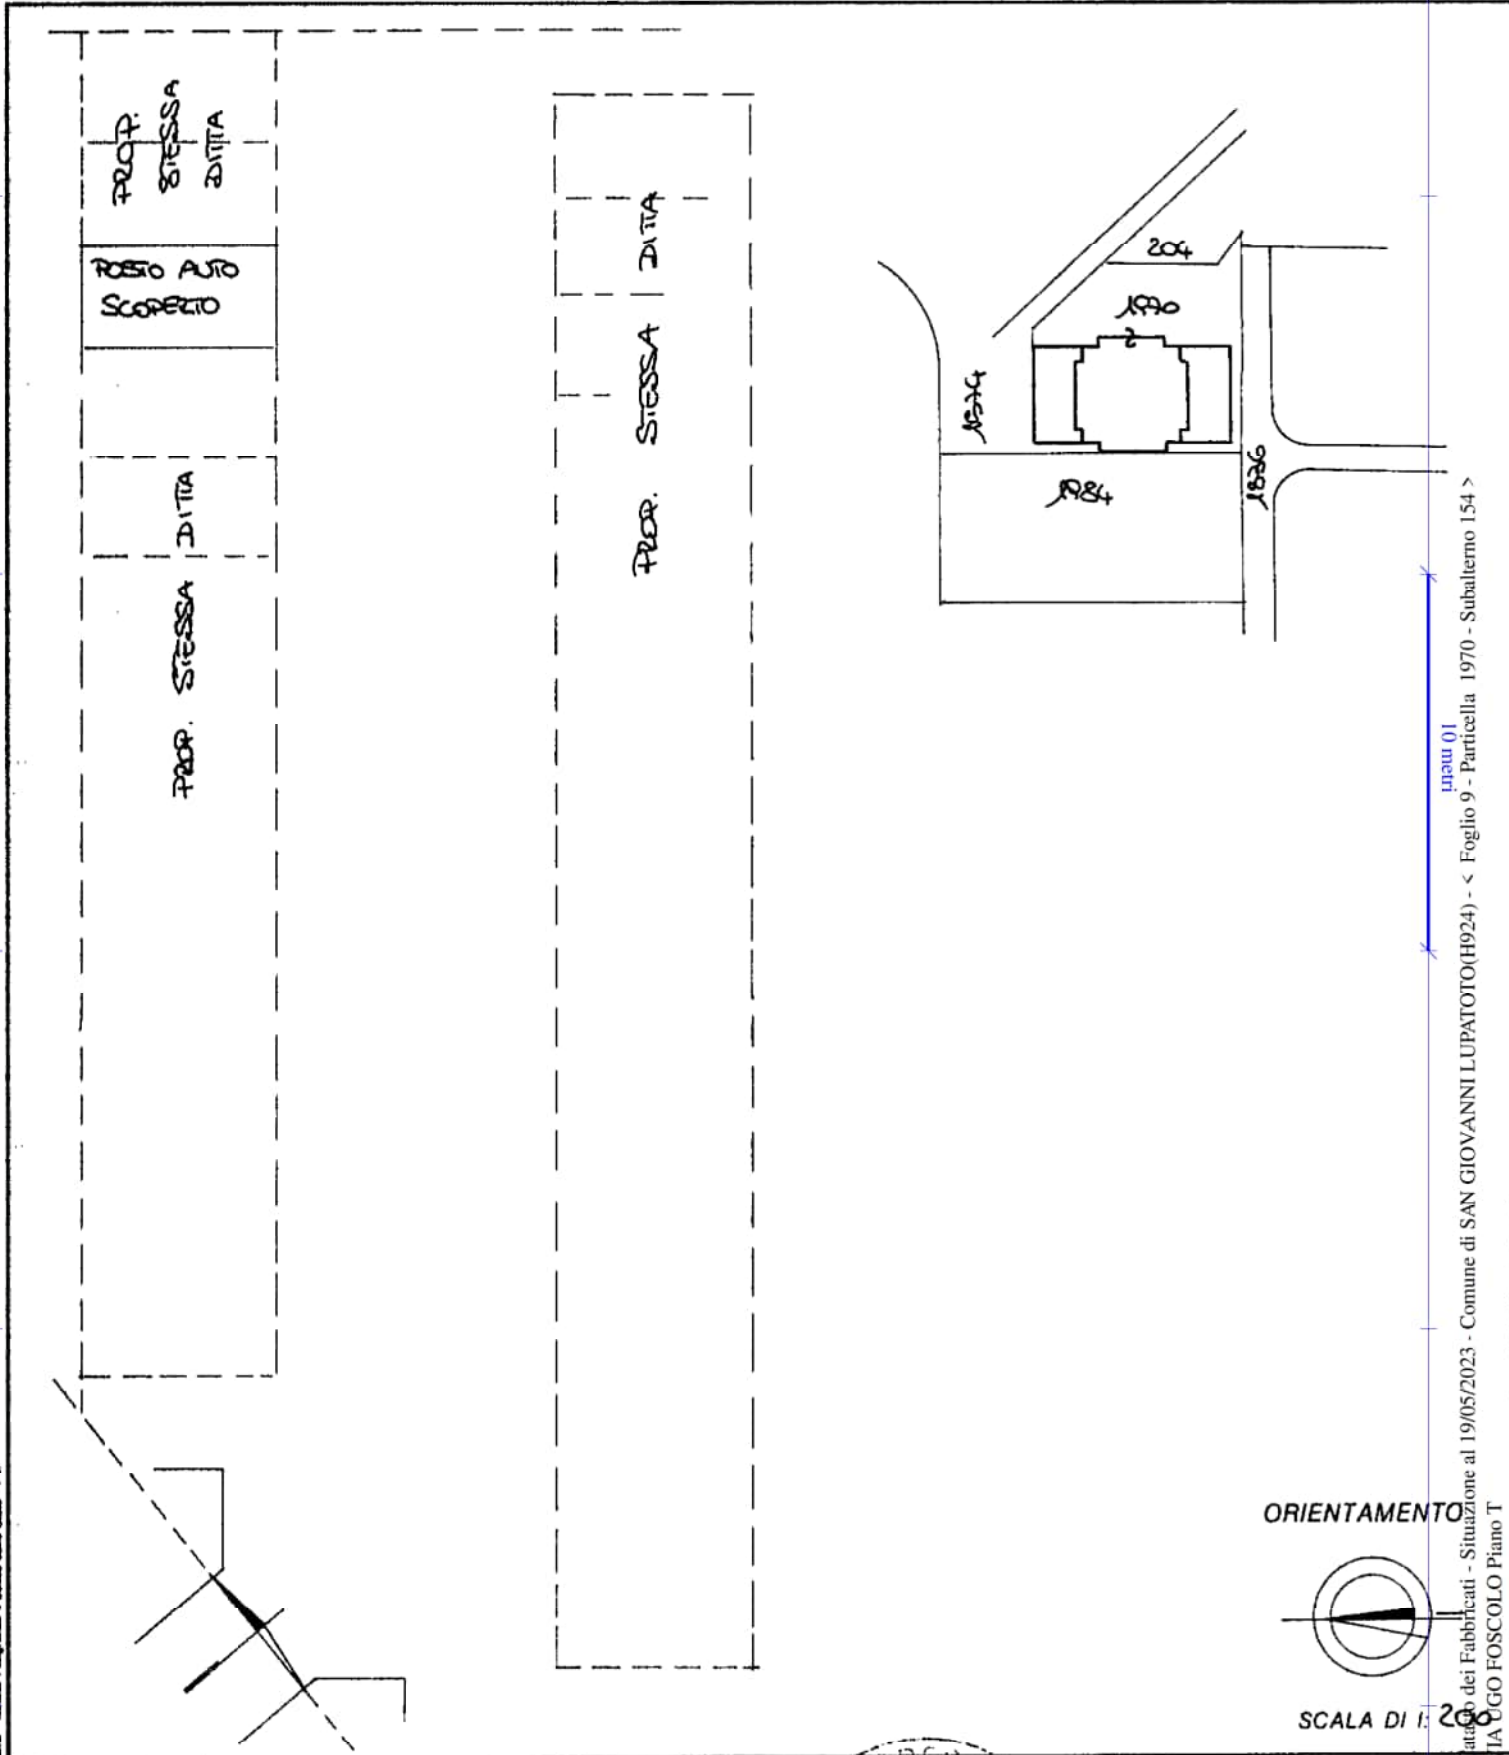 PROP.
STESSA
DITTA
POSTO AUTO
SCOPERTO
PROP. STESSA DITTA
PROP. STESSA DITTA
204
1970
2
1974
1984
1836
10 metri
dei Fabbricati - Situazione al 19/05/2023 - Comune di SAN GIOVANNI LUPATOTO(H924) - < Foglio 9 - Particella 1970 - Subalterno 154 >
UGO FOSCOLO Piano T
ORIENTAMENTO
SCALA DI 1: 200